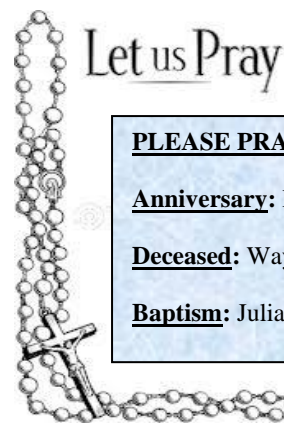 Let us Pray
PLEASE PRA
Anniversary:
Deceased: Way
Baptism: Julia